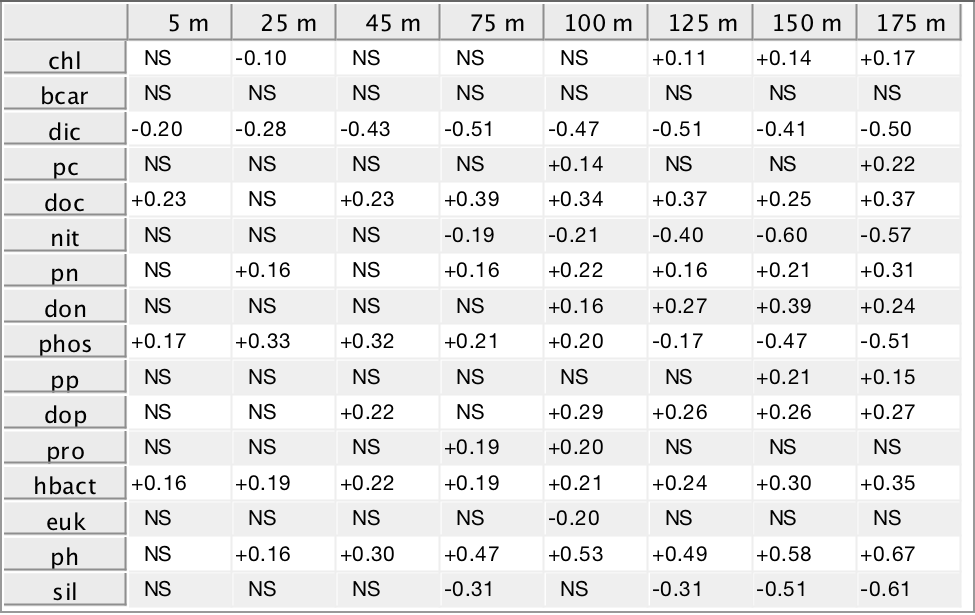 5 m 25 m 45 m 75 m 100 m 125 m 150 m 175 m
chl NS -0.10 NS NS NS +0.11 +0.14 +0.17
bcar NS NS NS NS NS NS NS NS
dic -0.20 -0.28 -0.43 -0.51 -0.47 -0.51 -0.41 -0.50
pc NS NS NS NS +0.14 NS NS +0.22
doc +0.23 NS +0.23 +0.39 +0.34 +0.37 +0.25 +0.37
nit NS NS NS -0.19 -0.21 -0.40 -0.60 -0.57
pn NS +0.16 NS +0.16 +0.22 +0.16 +0.21 +0.31
don NS NS NS NS +0.16 +0.27 +0.39 +0.24
phos +0.17 +0.33 +0.32 +0.21 +0.20 -0.17 -0.47 -0.51
pp NS NS NS NS NS NS +0.21 +0.15
dop NS NS +0.22 NS +0.29 +0.26 +0.26 +0.27
pro NS NS NS +0.19 +0.20 NS NS NS
hbact +0.16 +0.19 +0.22 +0.19 +0.21 +0.24 +0.30 +0.35
euk NS NS NS NS -0.20 NS NS NS
ph NS +0.16 +0.30 +0.47 +0.53 +0.49 +0.58 +0.67
sil NS NS NS -0.31 NS -0.31 -0.51 -0.61